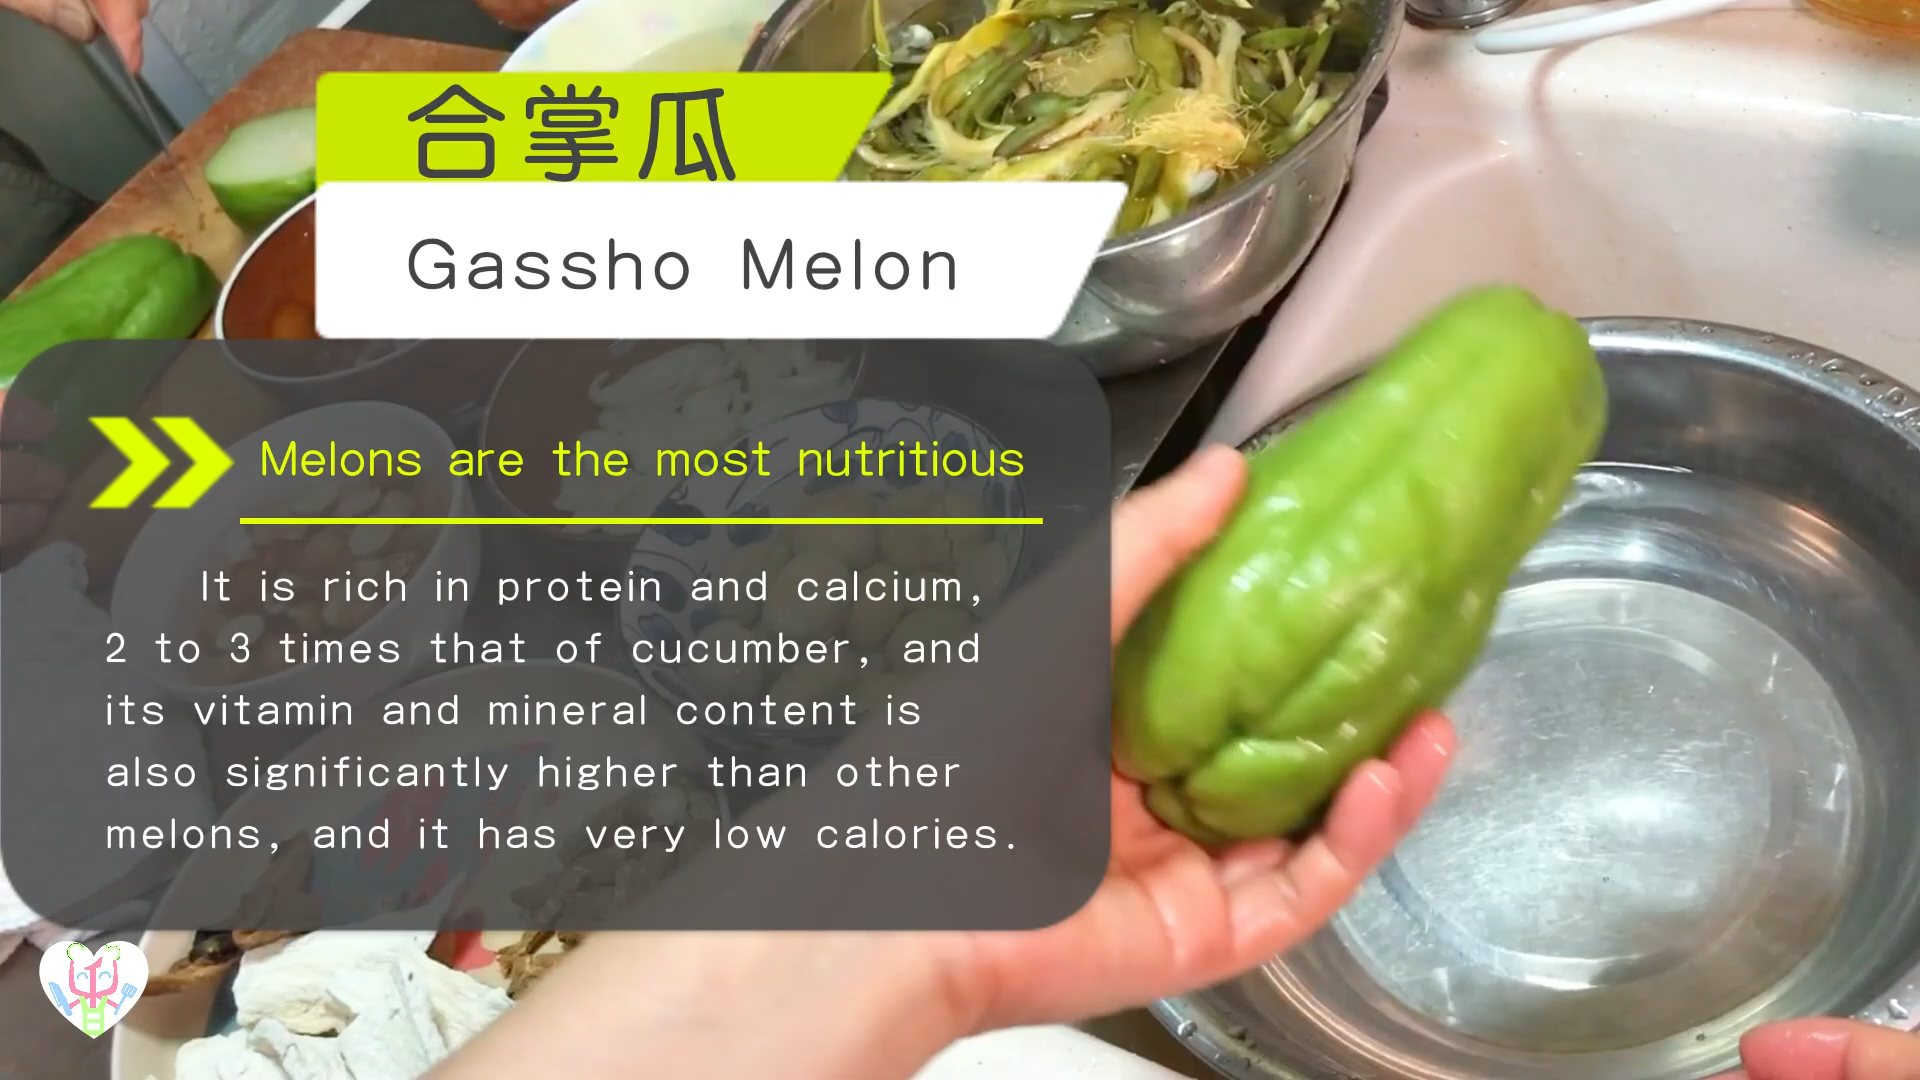 合掌瓜
Gassho Melon
Melons are the most nutritious
It is rich in protein and calcium,
2 to 3 times that of cucumber, and
its vitamin and mineral content is
also significantly higher than other
melons, and it has very low calories.